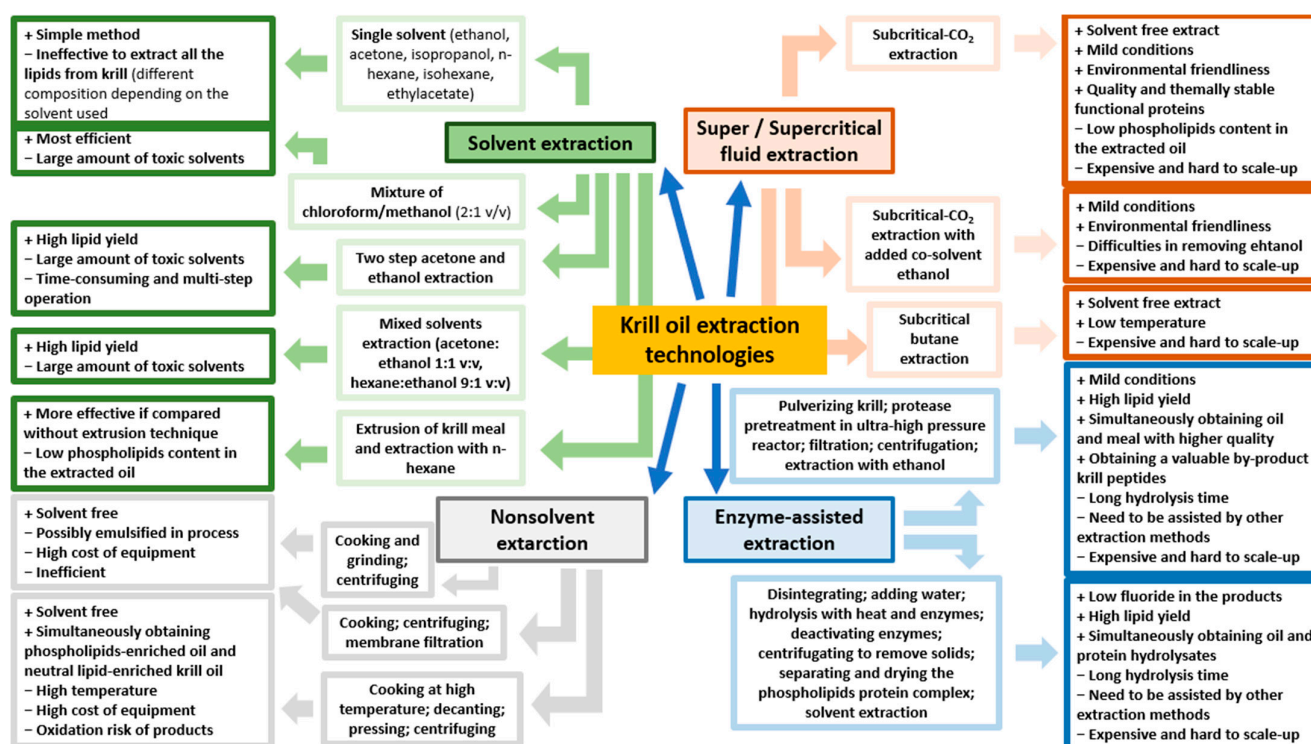 + Simple method
− Ineffective to extract all the
lipids from krill (different
composition depending on the
solvent used
+ Most efficient
− Large amount of toxic solvents
+ High lipid yield
− Large amount of toxic solvents
− Time-consuming and multi-step
operation
+ High lipid yield
− Large amount of toxic solvents
+ More effective if compared
without extrusion technique
− Low phospholipids content in
the extracted oil
+ Solvent free
− Possibly emulsified in process
− High cost of equipment
− Inefficient
+ Solvent free
+ Simultaneously obtaining
phospholipids-enriched oil and
neutral lipid-enriched krill oil
− High temperature
− High cost of equipment
− Oxidation risk of products
Single solvent (ethanol,
acetone, isopropanol, n-
hexane, isohexane,
ethylacetate)
Solvent extraction
Mixture of
chloroform/methanol (2:1 v/v)
Two step acetone and
ethanol extraction
Mixed solvents
extraction (acetone:
ethanol 1:1 v:v,
hexane:ethanol 9:1 v:v)
Extrusion of krill meal
and extraction with n-
hexane
Nonsolvent
extarction
Cooking and
grinding;
centrifuging
Cooking; centrifuging;
membrane filtration
Cooking at high
temperature; decanting;
pressing; centrifuging
Krill oil extraction
technologies
Subcritical-CO₂
extraction
Super / Supercritical
fluid extraction
Subcritical-CO₂
extraction with
added co-solvent
ethanol
Subcritical
butane
extraction
Pulverizing krill; protease
pretreatment in ultra-high pressure
reactor; filtration; centrifugation;
extraction with ethanol
Enzyme-assisted
extraction
Disintegrating; adding water;
hydrolysis with heat and enzymes;
deactivating enzymes;
centrifugating to remove solids;
separating and drying the
phospholipids protein complex;
solvent extraction
+ Solvent free extract
+ Mild conditions
+ Environmental friendliness
+ Quality and themally stable
functional proteins
− Low phospholipids content in
the extracted oil
− Expensive and hard to scale-up
+ Mild conditions
+ Environmental friendliness
− Difficulties in removing ehtanol
− Expensive and hard to scale-up
+ Solvent free extract
+ Low temperature
− Expensive and hard to scale-up
+ Mild conditions
+ High lipid yield
+ Simultaneously obtaining oil
and meal with higher quality
+ Obtaining a valuable by-product
krill peptides
− Long hydrolysis time
− Need to be assisted by other
extraction methods
− Expensive and hard to scale-up
+ Low fluoride in the products
+ High lipid yield
+ Simultaneously obtaining oil and
protein hydrolysates
− Long hydrolysis time
− Need to be assisted by other
extraction methods
− Expensive and hard to scale-up